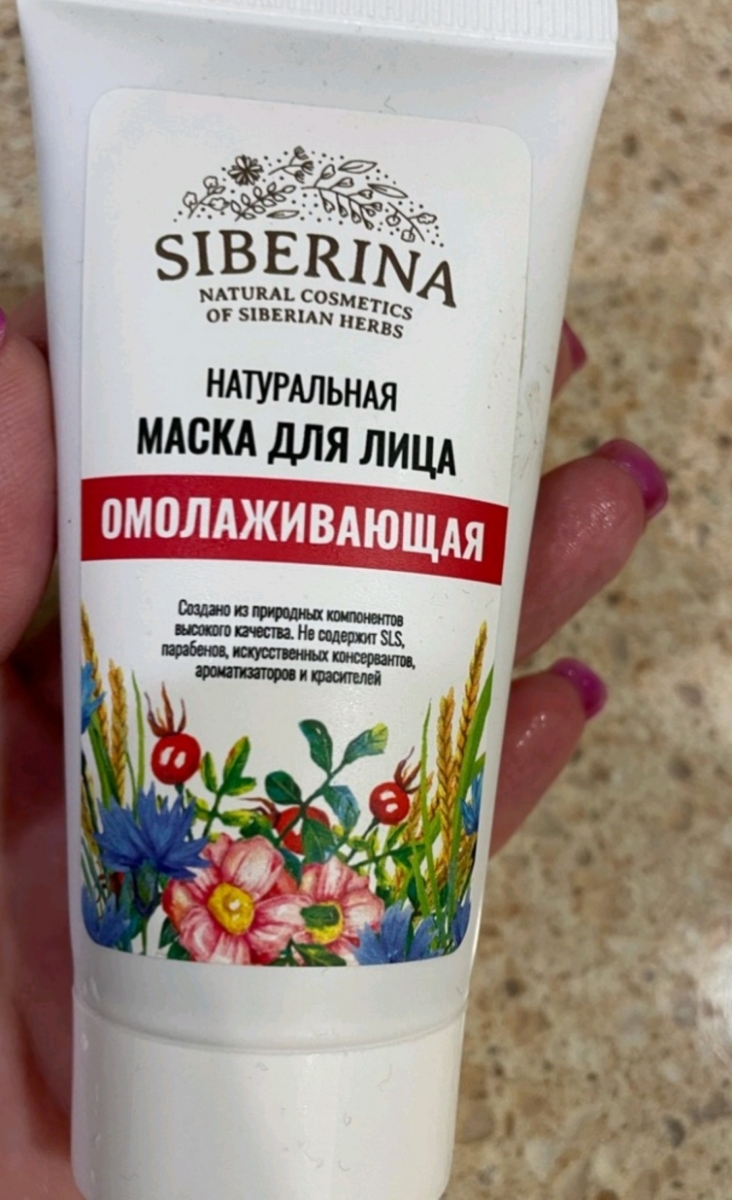 SIBERINA
NATURAL COSMETICS
OF SIBERIAN HERBS
НАТУРАЛЬНАЯ
МАСКА ДЛЯ ЛИЦА
ОМОЛАЖИВАЮЩАЯ
Создано из природных компонентов
высокого качества. Не содержит SLS,
парабенов, искусственных консервантов,
ароматизаторов и красителей